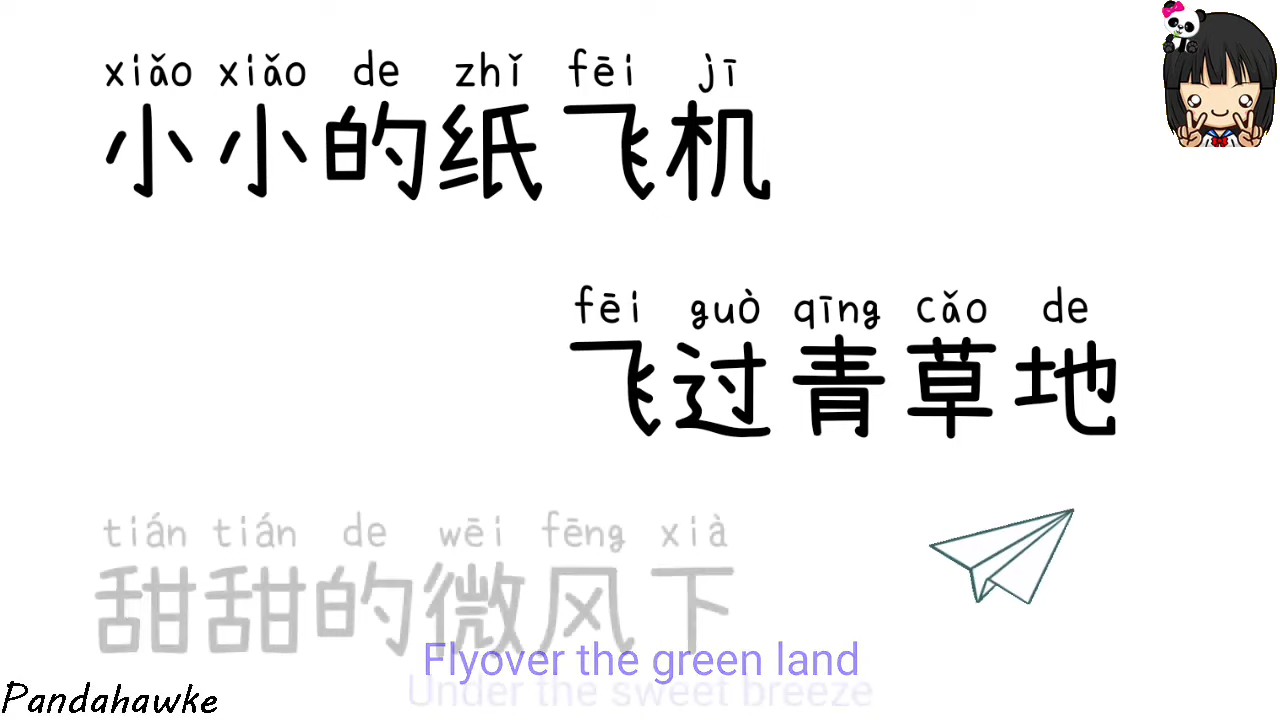 xiǎo xiǎo de zhǐ fēi jī
小小的纸飞机
fēi guò qīng cǎo de
飞过青草地
tián tián de wēi fēng xià
甜甜的微风下
Flyover the green land
Under the sweet breeze
Pandahawke